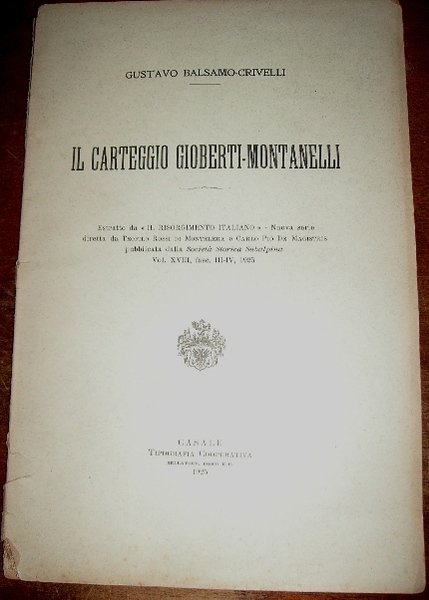 GUSTAVO BALSAMO-CRIVELLI
IL CARTEGGIO GIOBERTI-MONTANELLI
Estratto da « IL RISORGIMENTO ITALIANO » - Nuova serie
diretta da TEOFILO ROSSI DI MONTELERA e CARLO PIO DE MAGISTRIS
pubblicata dalla Società Storica Subalpina
Vol. XVIII, fasc. III-IV, 1925
CASALE
TIPOGRAFIA COOPERATIVA
1925